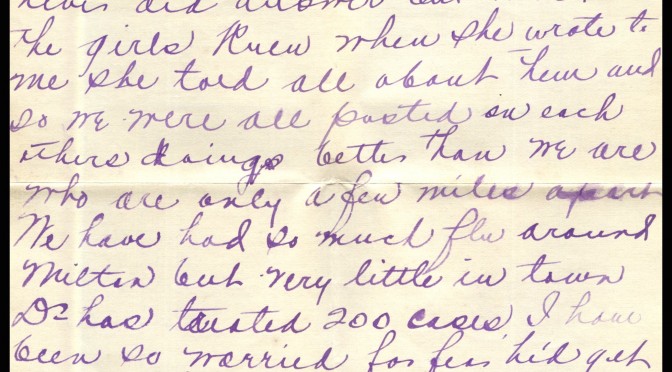 never did answer but
the girls knew when she wrote to
me she told all about them and
so we were all posted on each
others doings better than we are
who are only a few miles apart
We have had so much flu around
Milton but very little in town
Dr has treated 200 cases, I have
been so worried for fear he'd get